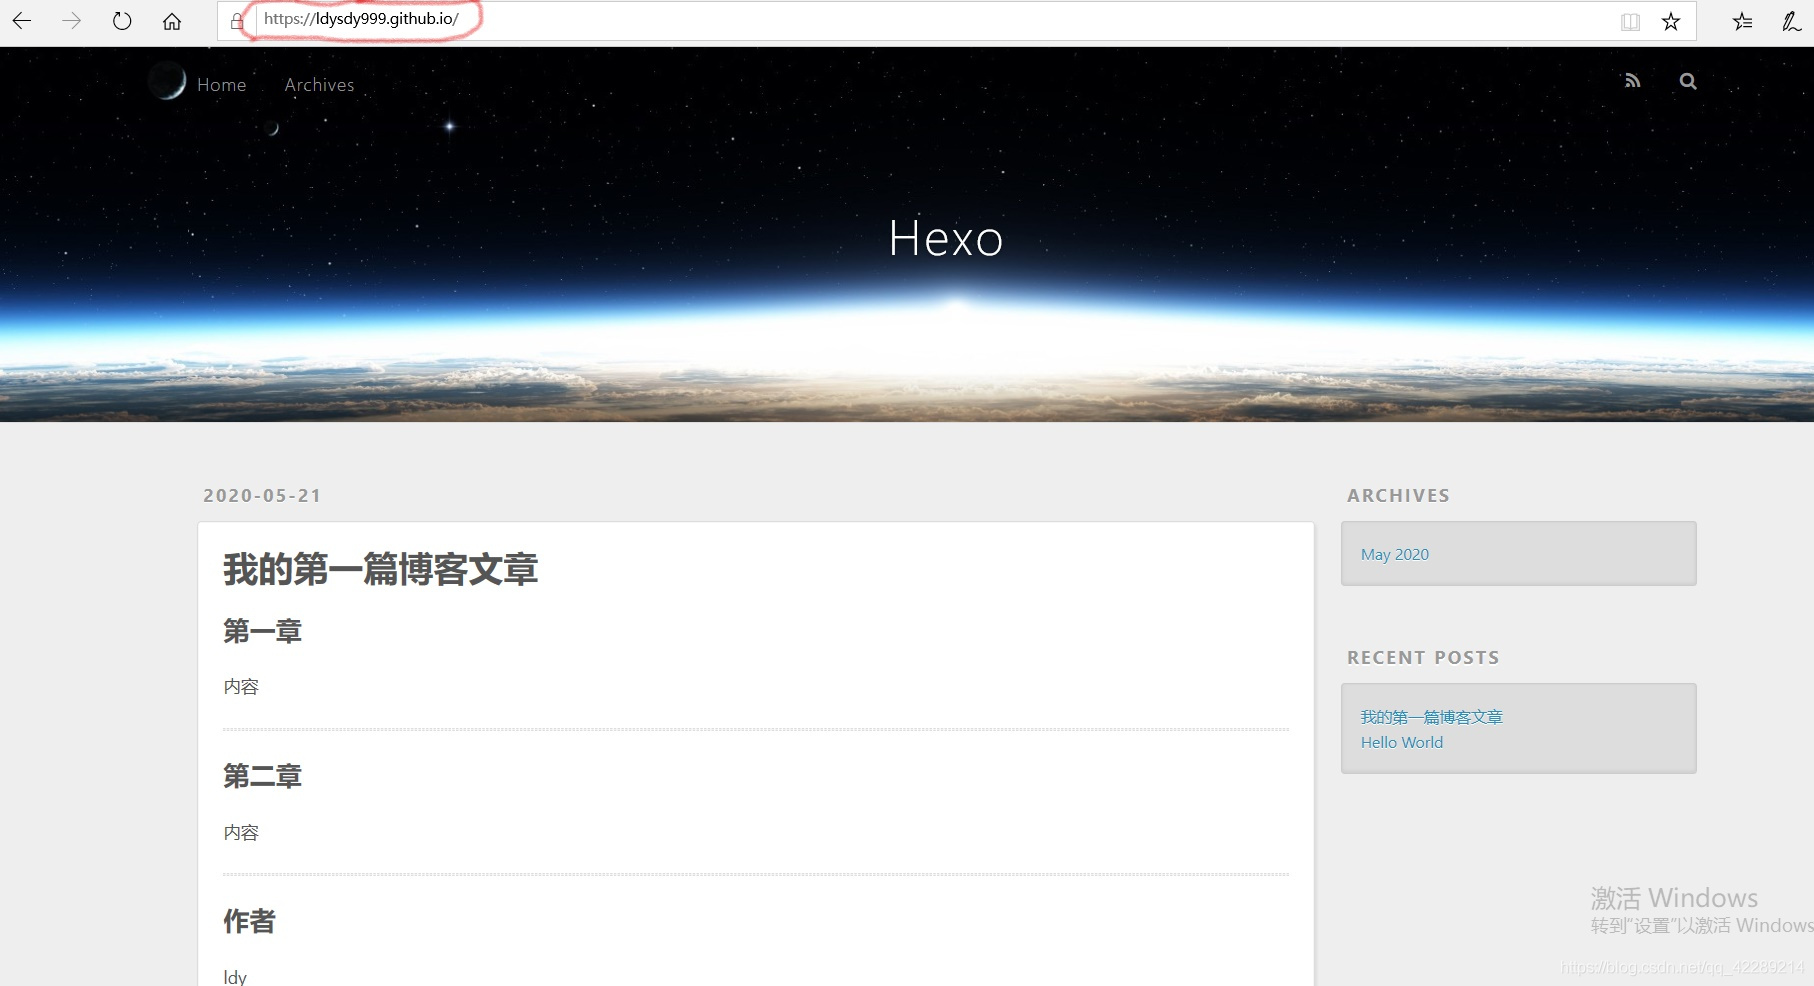 https://ldysdy999.github.io/
Home
Archives
Hexo
2020-05-21
我的第一篇博客文章
第一章
内容
第二章
内容
作者
ldy
ARCHIVES
May 2020
RECENT POSTS
我的第一篇博客文章
Hello World
激活 Windows
转到“设置”以激活 Windows
https://blog.csdn.net/qq_42289214